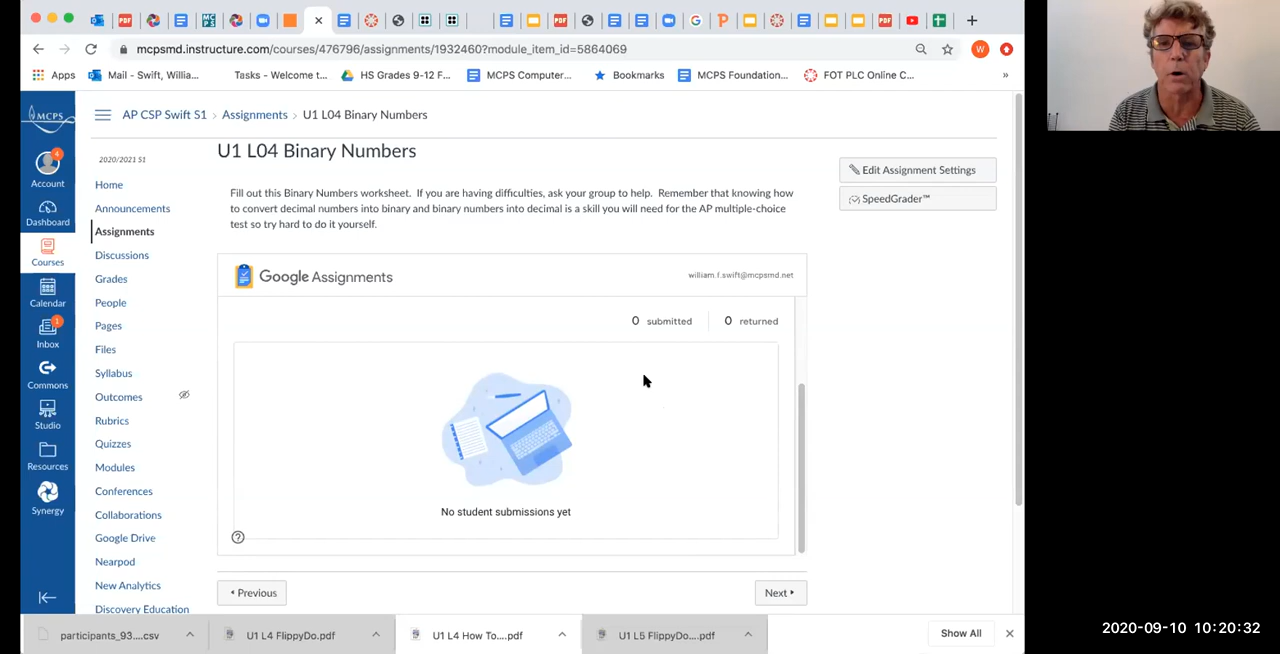 mcpsmd.instructure.com/courses/476796/assignments/1932460?module_item_id=5864069
W
Apps
Mail - Swift, Willia...
Tasks - Welcome t...
HS Grades 9-12 F...
MCPS Computer...
Bookmarks
MCPS Foundation...
FOT PLC Online C...
»
MCPS
AP CSP Swift S1 › Assignments › U1 L04 Binary Numbers
4
Account
Dashboard
Courses
Calendar
1
Inbox
Commons
Studio
Resources
Synergy
2020/2021 S1
Home
Announcements
Assignments
Discussions
Grades
People
Pages
Files
Syllabus
Outcomes
Rubrics
Quizzes
Modules
Conferences
Collaborations
Google Drive
Nearpod
New Analytics
Discovery Education
U1 L04 Binary Numbers
Fill out this Binary Numbers worksheet. If you are having difficulties, ask your group to help. Remember that knowing how
to convert decimal numbers into binary and binary numbers into decimal is a skill you will need for the AP multiple-choice
test so try hard to do it yourself.
Edit Assignment Settings
SpeedGrader™
Google Assignments
william.f.swift@mcpsmd.net
0 submitted
0 returned
No student submissions yet
Previous
Next
participants_93....csv
U1 L4 FlippyDo.pdf
U1 L4 How To....pdf
U1 L5 FlippyDo....pdf
Show All
2020-09-10 10:20:32